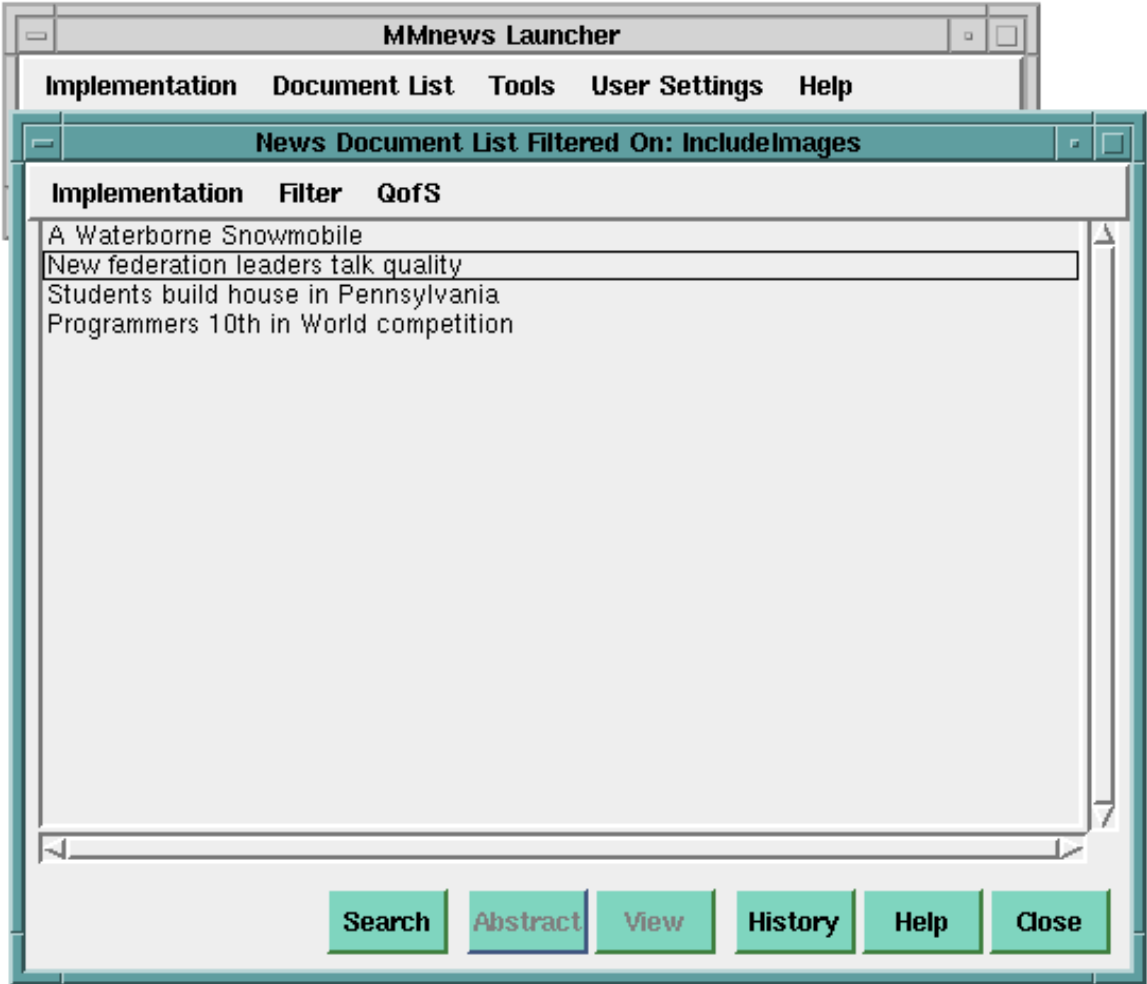 MMnews Launcher
Implementation Document List Tools User Settings Help
News Document List Filtered On: IncludeImages
Implementation Filter QofS
A Waterborne Snowmobile
New federation leaders talk quality
Students build house in Pennsylvania
Programmers 10th in World competition
Search Abstract View History Help Close